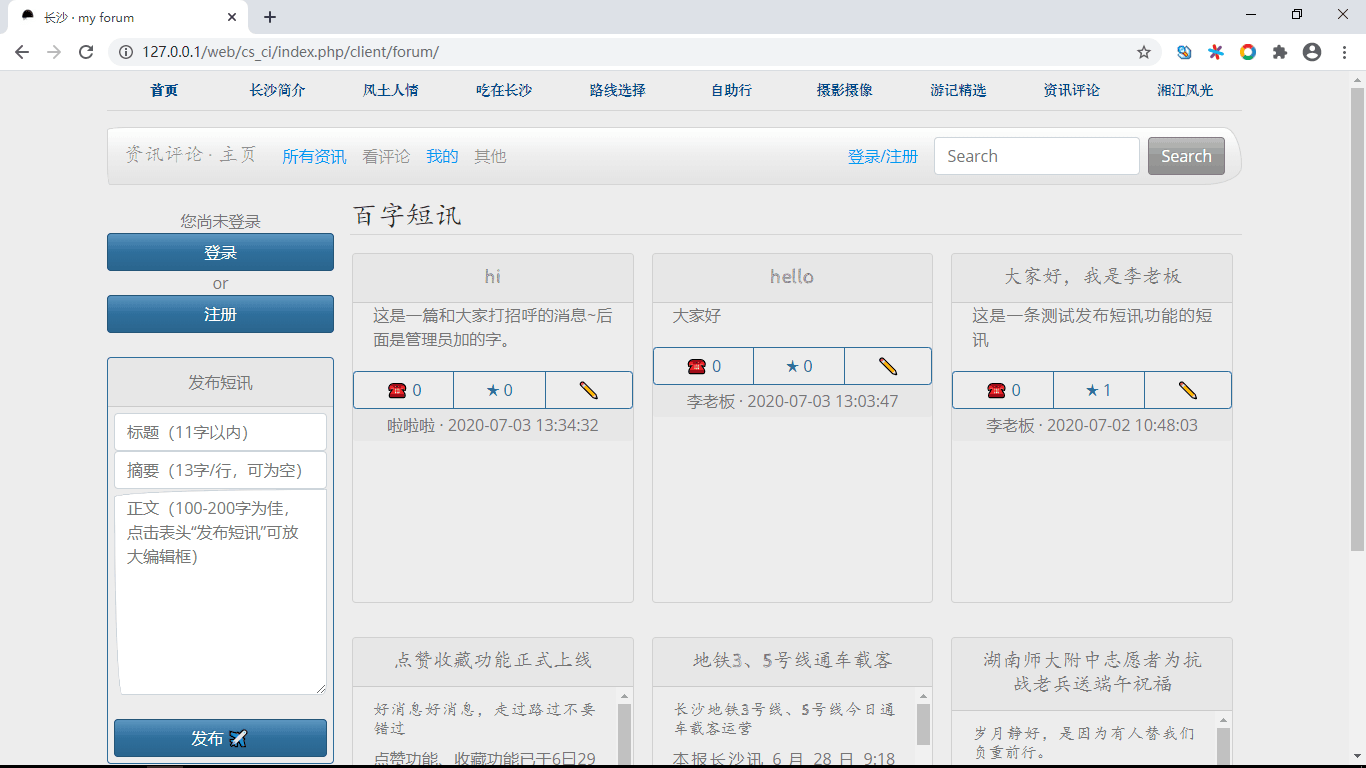 长沙 · my forum
127.0.0.1/web/cs_ci/index.php/client/forum/
首页 长沙简介 风土人情 吃在长沙 路线选择 自助行 摄影摄像 游记精选 资讯评论 湘江风光
资讯评论 · 主页 所有资讯 看评论 我的 其他 登录/注册 Search Search
您尚未登录
登录
or
注册
发布短讯
标题（11字以内）
摘要（13字/行，可为空）
正文（100-200字为佳，
点击表头“发布短讯”可放
大编辑框）
发布
百字短讯
hi
这是一篇和大家打招呼的消息~后
面是管理员加的字。
☎ 0 ★ 0 ✏
啦啦啦 · 2020-07-03 13:34:32
hello
大家好
☎ 0 ★ 0 ✏
李老板 · 2020-07-03 13:03:47
大家好，我是李老板
这是一条测试发布短讯功能的短
讯
☎ 0 ★ 1 ✏
李老板 · 2020-07-02 10:48:03
点赞收藏功能正式上线
好消息好消息，走过路过不要
错过
点赞功能、收藏功能已于6日29
地铁3、5号线通车载客
长沙地铁3号线、5号线今日通
车载客运营
本报长沙讯 6 月 28 日 9:18
湖南师大附中志愿者为抗
战老兵送端午祝福
岁月静好，是因为有人替我们
负重前行。